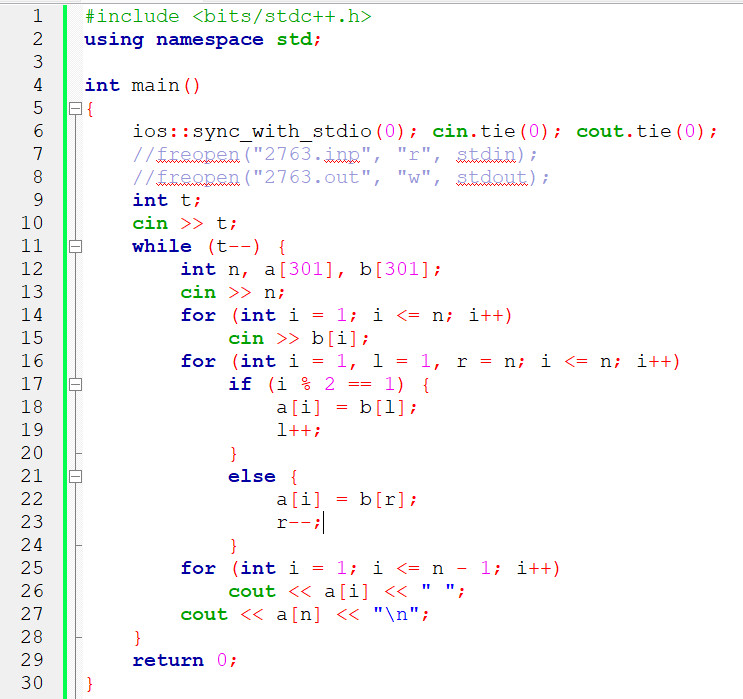 1 #include <bits/stdc++.h>
2 using namespace std;
3
4 int main()
5 {
6 ios::sync_with_stdio(0); cin.tie(0); cout.tie(0);
7 //freopen("2763.inp", "r", stdin);
8 //freopen("2763.out", "w", stdout);
9 int t;
10 cin >> t;
11 while (t--) {
12 int n, a[301], b[301];
13 cin >> n;
14 for (int i = 1; i <= n; i++)
15 cin >> b[i];
16 for (int i = 1, l = 1, r = n; i <= n; i++)
17 if (i % 2 == 1) {
18 a[i] = b[l];
19 l++;
20 }
21 else {
22 a[i] = b[r];
23 r--;
24 }
25 for (int i = 1; i <= n - 1; i++)
26 cout << a[i] << " ";
27 cout << a[n] << "\n";
28 }
29 return 0;
30 }